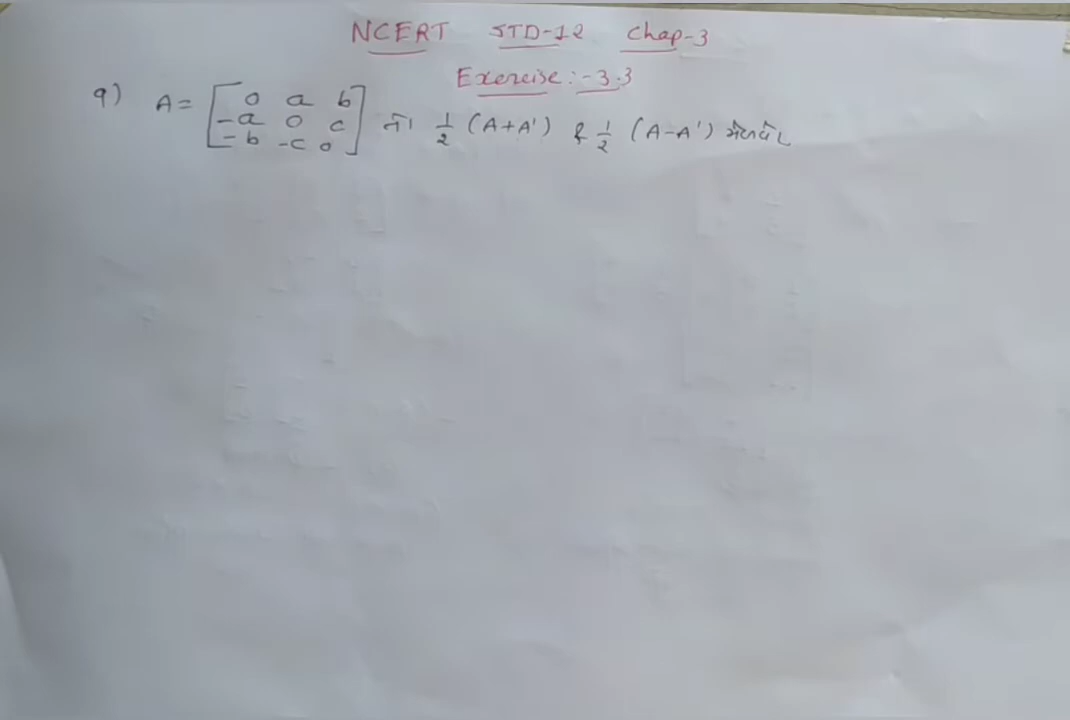 NCERT STD-12 Chap-3
Exercise:-3.3
9) A = [ 0 a b
-a 0 c
-b -c 0 ] તો 1/2 (A+A') & 1/2 (A-A') મેળવો